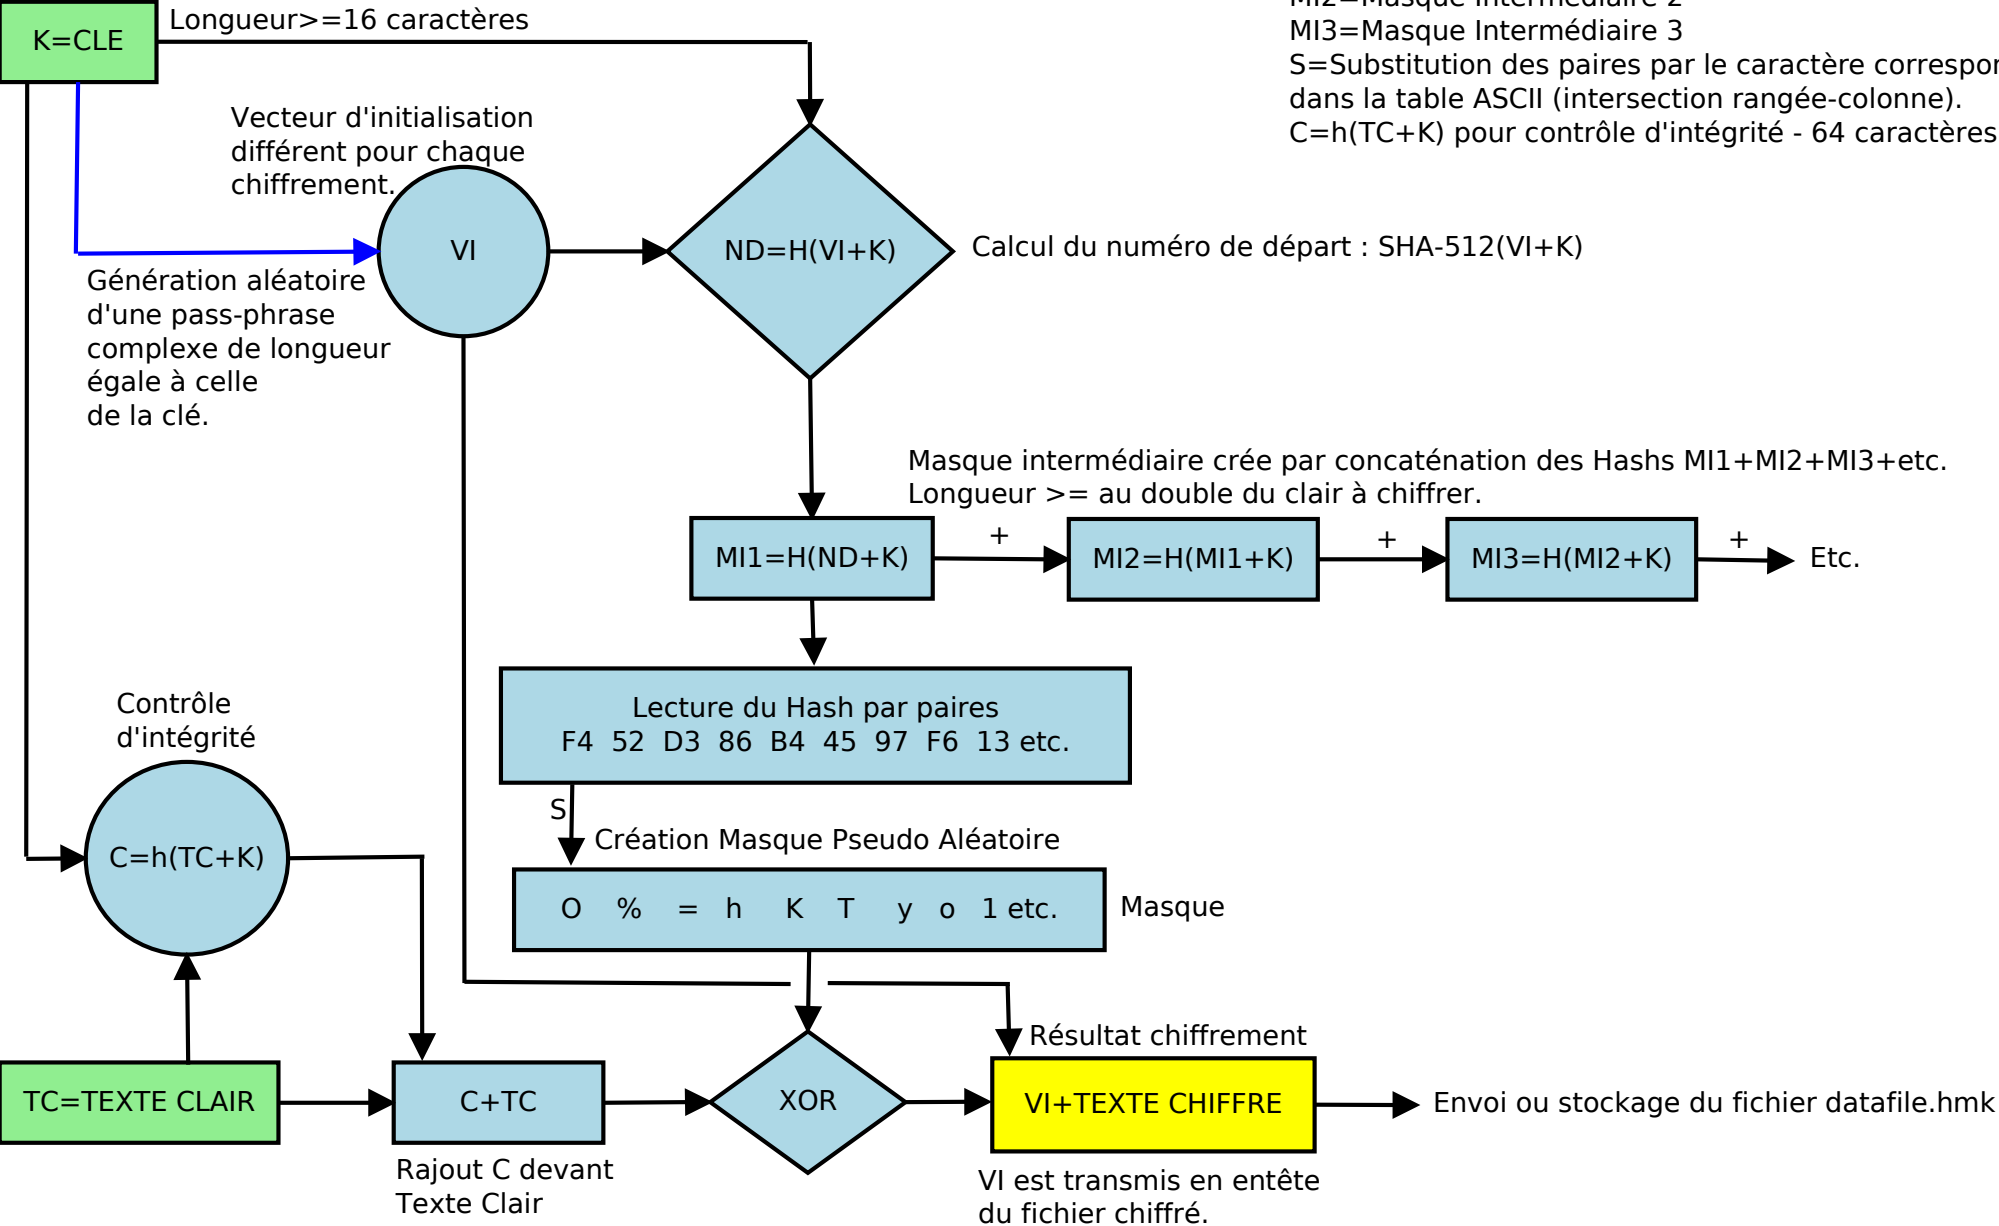 Longueur>=16 caractères
K=CLE
MI2=Masque Intermédiaire 2
MI3=Masque Intermédiaire 3
S=Substitution des paires par le caractère
dans la table ASCII (intersection rangée-colonne).
C=h(TC+K) pour contrôle d'intégrité - 64 caractères
Vecteur d'initialisation
différent pour chaque
chiffrement.
VI
ND=H(VI+K)
Calcul du numéro de départ : SHA-512(VI+K)
Génération aléatoire
d'une pass-phrase
complexe de longueur
égale à celle
de la clé.
Masque intermédiaire crée par concaténation des Hashs MI1+MI2+MI3+etc.
Longueur >= au double du clair à chiffrer.
MI1=H(ND+K)
+
MI2=H(MI1+K)
+
MI3=H(MI2+K)
+
Etc.
Lecture du Hash par paires
F4 52 D3 86 B4 45 97 F6 13 etc.
Contrôle
d'intégrité
S
Création Masque Pseudo Aléatoire
C=h(TC+K)
O % = h K T y o 1 etc.
Masque
Résultat chiffrement
TC=TEXTE CLAIR
C+TC
XOR
VI+TEXTE CHIFFRE
Envoi ou stockage du fichier datafile.hmk
Rajout C devant
Texte Clair
VI est transmis en entête
du fichier chiffré.